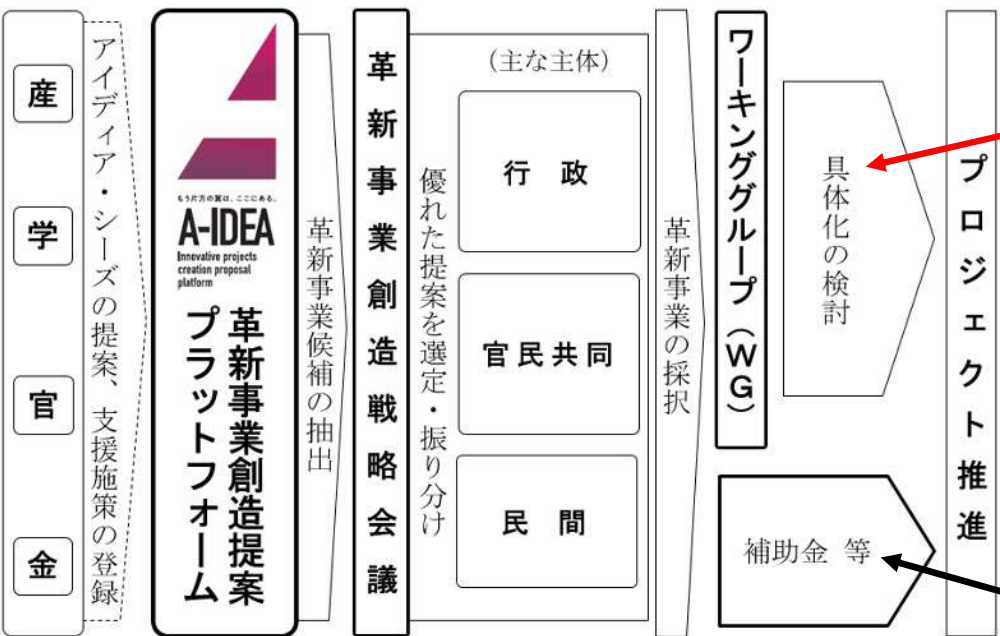 産
学
官
金
アイディア・シーズの提案、支援施策の登録
もう片方の翼は、ここにある。
A-IDEA
Innovative projects
creation proposal
platform
革新事業創造提案
プラットフォーム
革新事業候補の抽出
革新事業創造戦略会議
優れた提案を選定・振り分け
(主な主体)
行 政
官民共同
民 間
革新事業の採択
ワーキンググループ(WG)
具体化の検討
補助金 等
プロジェクト推進